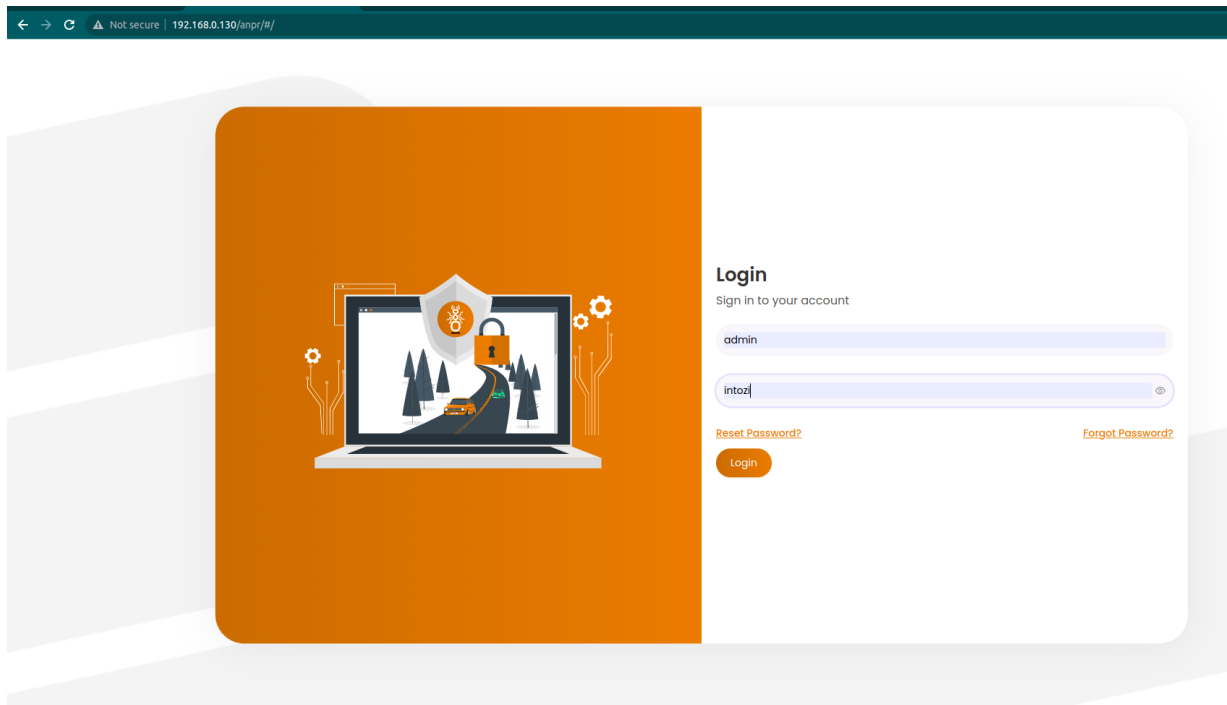 Not secure | 192.168.0.130/anpr/#/
Login
Sign in to your account
admin
intozi
Reset Password? Forgot Password?
Login